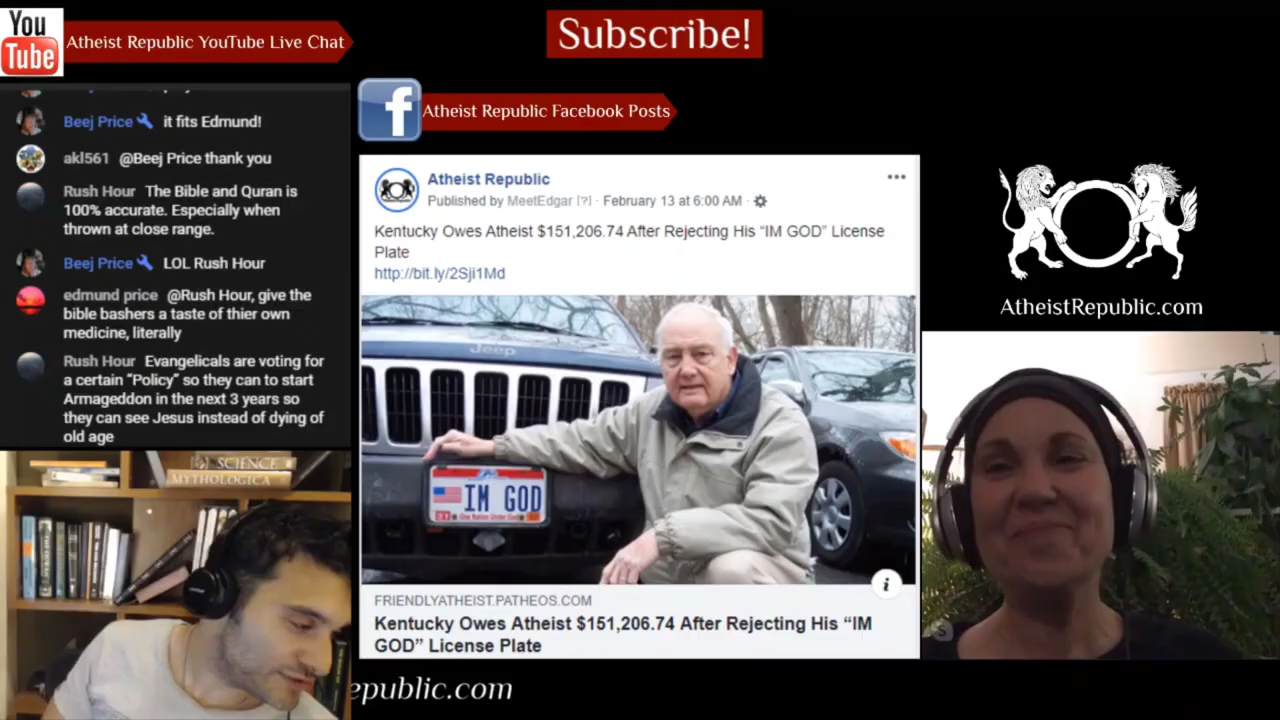 You
Tube
Atheist Republic YouTube Live Chat
Subscribe!
Beej Price it fits Edmund!
akl561 @Beej Price thank you
Rush Hour The Bible and Quran is
100% accurate. Especially when
thrown at close range.
Beej Price LOL Rush Hour
edmund price @Rush Hour, give the
bible bashers a taste of thier own
medicine, literally
Rush Hour Evangelicals are voting for
a certain “Policy” so they can to start
Armageddon in the next 3 years so
they can see Jesus instead of dying of
old age
f
Atheist Republic Facebook Posts
Atheist Republic
Published by MeetEdgar [?] · February 13 at 6:00 AM ·
Kentucky Owes Atheist $151,206.74 After Rejecting His “IM GOD” License
Plate
http://bit.ly/2Sji1Md
Jeep
IM GOD
i
FRIENDLYATHEIST.PATHEOS.COM
Kentucky Owes Atheist $151,206.74 After Rejecting His “IM
GOD” License Plate
AtheistRepublic.com
SCIENCE
MYTHOLOGICA
S
epublic.com